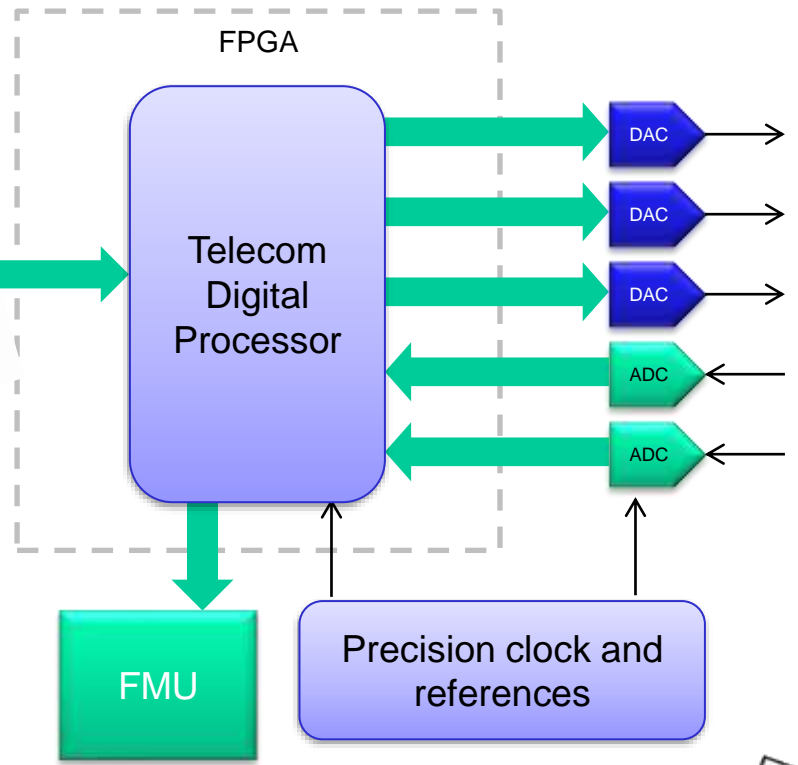 FPGA
DAC
DAC
Telecom
Digital
Processor
DAC
ADC
ADC
FMU
Precision clock and
references